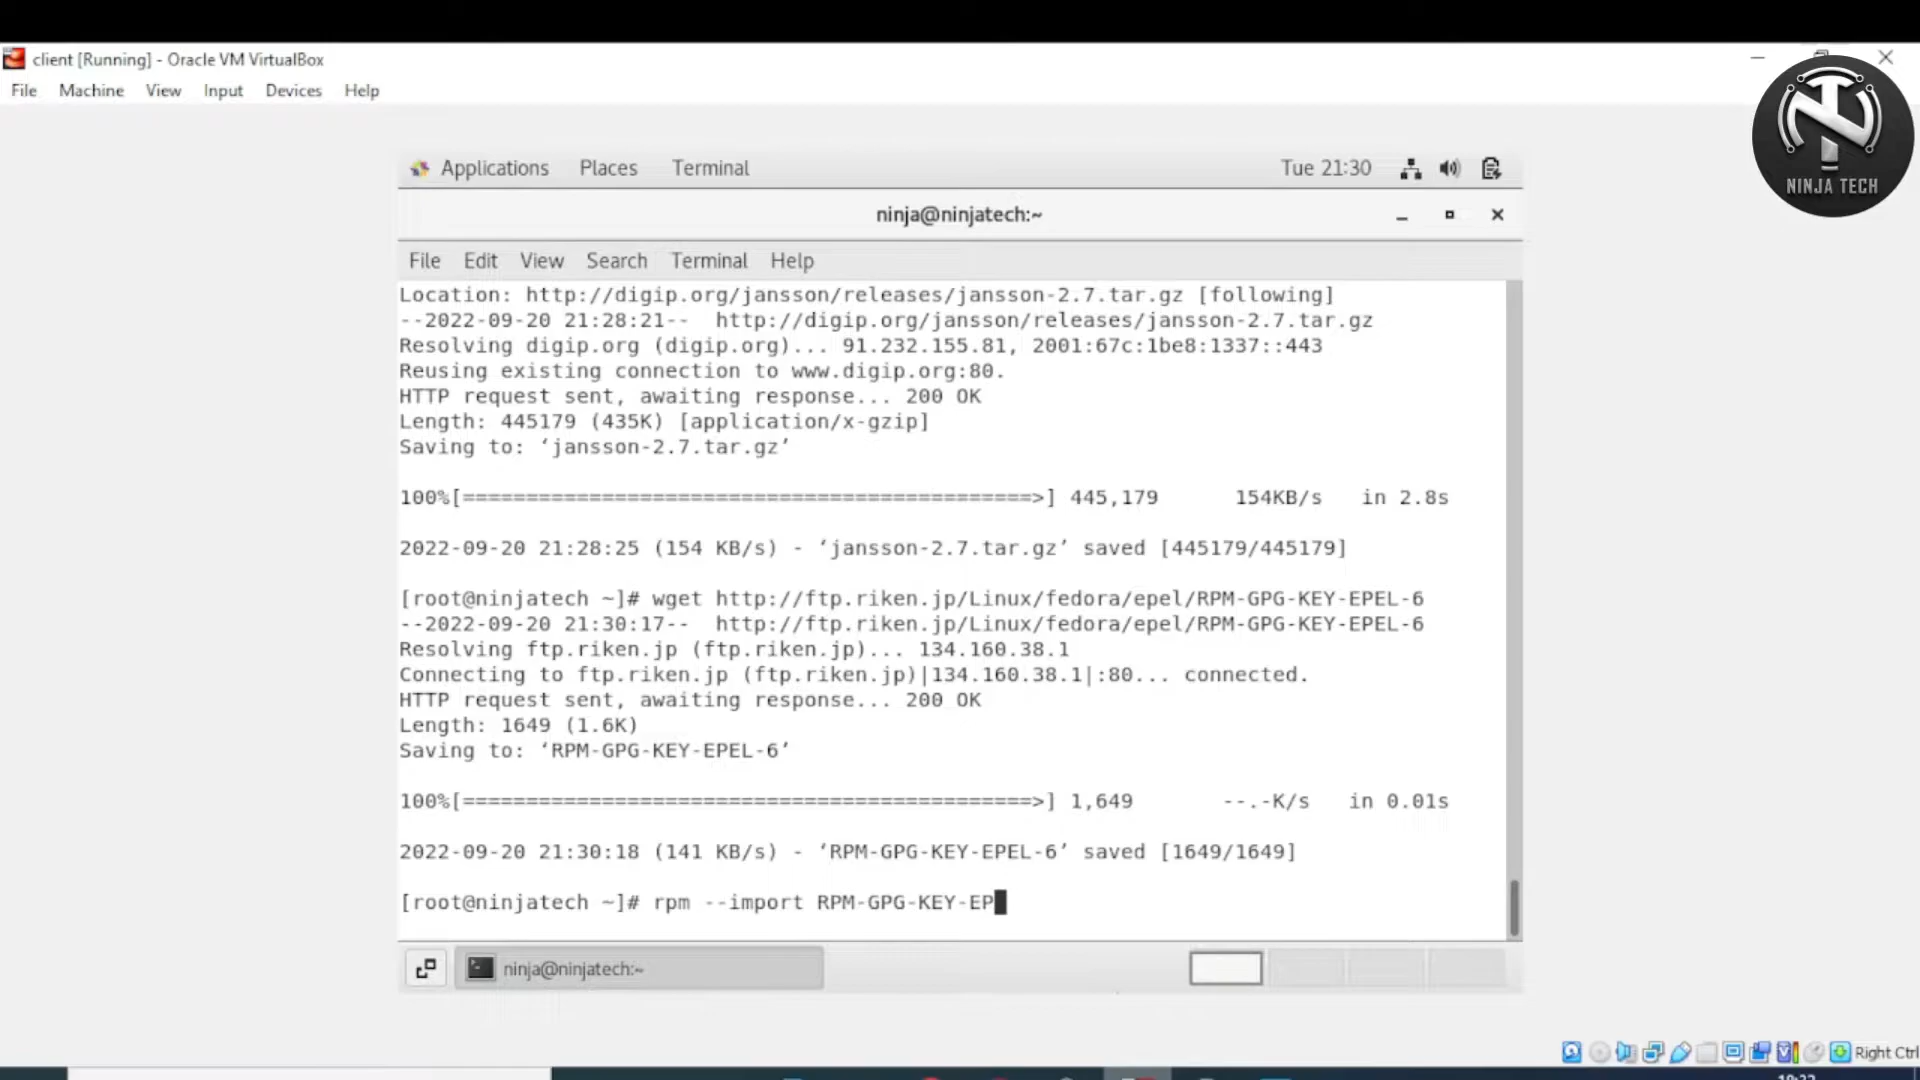 client [Running] - Oracle VM VirtualBox
File Machine View Input Devices Help
NINJA TECH
Applications Places Terminal Tue 21:30
ninja@ninjatech:~
File Edit View Search Terminal Help
Location: http://digip.org/jansson/releases/jansson-2.7.tar.gz [following]
--2022-09-20 21:28:21-- http://digip.org/jansson/releases/jansson-2.7.tar.gz
Resolving digip.org (digip.org)... 91.232.155.81, 2001:67c:1be8:1337::443
Reusing existing connection to www.digip.org:80.
HTTP request sent, awaiting response... 200 OK
Length: 445179 (435K) [application/x-gzip]
Saving to: ‘jansson-2.7.tar.gz’
100%[=============================================>] 445,179 154KB/s in 2.8s
2022-09-20 21:28:25 (154 KB/s) - ‘jansson-2.7.tar.gz’ saved [445179/445179]
[root@ninjatech ~]# wget http://ftp.riken.jp/Linux/fedora/epel/RPM-GPG-KEY-EPEL-6
--2022-09-20 21:30:17-- http://ftp.riken.jp/Linux/fedora/epel/RPM-GPG-KEY-EPEL-6
Resolving ftp.riken.jp (ftp.riken.jp)... 134.160.38.1
Connecting to ftp.riken.jp (ftp.riken.jp)|134.160.38.1|:80... connected.
HTTP request sent, awaiting response... 200 OK
Length: 1649 (1.6K)
Saving to: ‘RPM-GPG-KEY-EPEL-6’
100%[=============================================>] 1,649 --.-K/s in 0.01s
2022-09-20 21:30:18 (141 KB/s) - ‘RPM-GPG-KEY-EPEL-6’ saved [1649/1649]
[root@ninjatech ~]# rpm --import RPM-GPG-KEY-EP
ninja@ninjatech:~
Right Ctrl